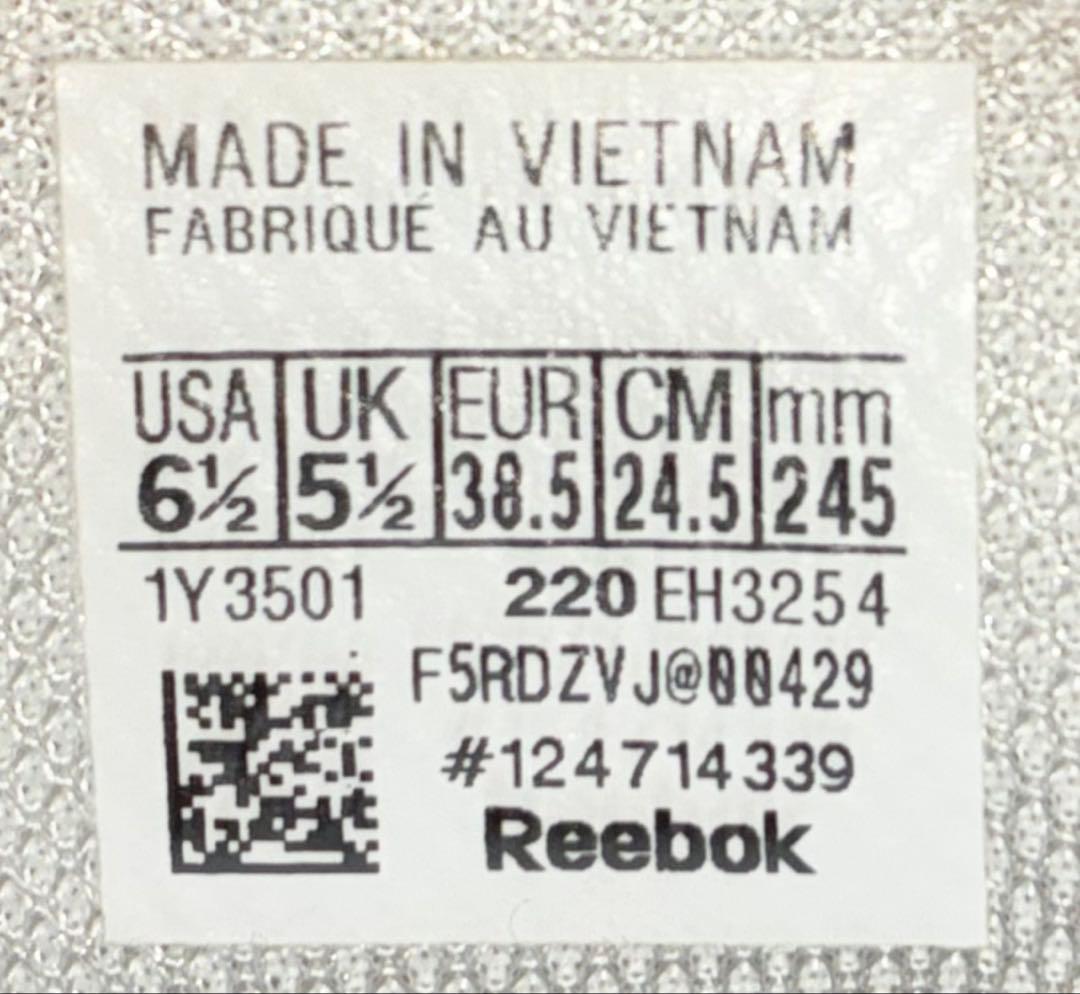 MADE IN VIETNAM
FABRIQUÉ AU VIETNAM
USA UK EUR CM mm
6½ 5½ 38.5 24.5 245
1Y3501 220 EH3254
F5RDZVJ@00429
#124714339
Reebok